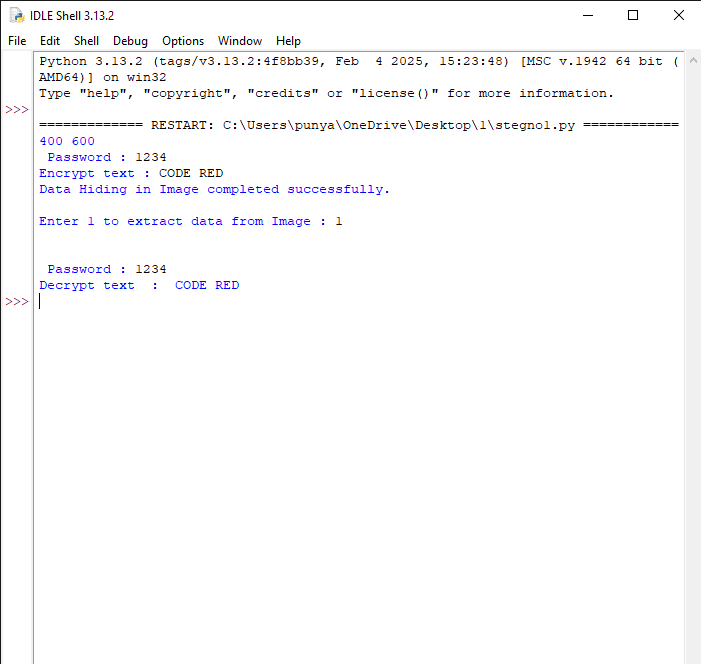 IDLE Shell 3.13.2
File Edit Shell Debug Options Window Help
Python 3.13.2 (tags/v3.13.2:4f8bb39, Feb  4 2025, 15:23:48) [MSC v.1942 64 bit (
AMD64)] on win32
Type "help", "copyright", "credits" or "license()" for more information.
>>>
============= RESTART: C:\Users\punya\OneDrive\Desktop\1\stegno1.py ============
400 600
 Password : 1234
Encrypt text : CODE RED
Data Hiding in Image completed successfully.
Enter 1 to extract data from Image : 1
 Password : 1234
Decrypt text  :  CODE RED
>>>